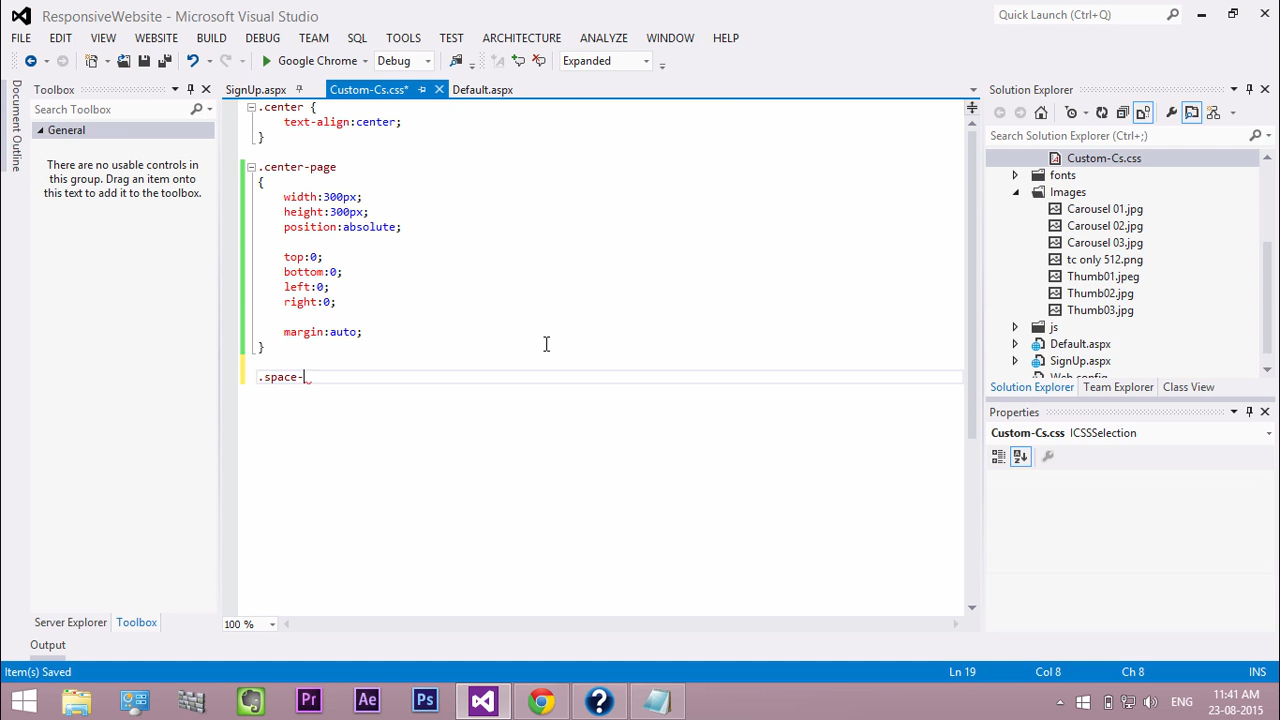 ResponsiveWebsite - Microsoft Visual Studio
Quick Launch (Ctrl+Q)
FILE EDIT VIEW WEBSITE BUILD DEBUG TEAM SQL TOOLS TEST ARCHITECTURE ANALYZE WINDOW HELP
Google Chrome Debug Expanded
Document Outline
Toolbox
Search Toolbox
General
There are no usable controls in
this group. Drag an item onto
this text to add it to the toolbox.
Server Explorer Toolbox
SignUp.aspx Custom-Cs.css* Default.aspx
.center {
text-align:center;
}
.center-page
{
width:300px;
height:300px;
position:absolute;
top:0;
bottom:0;
left:0;
right:0;
margin:auto;
}
.space-
100 %
Solution Explorer
Search Solution Explorer (Ctrl+;)
Custom-Cs.css
fonts
Images
Carousel 01.jpg
Carousel 02.jpg
Carousel 03.jpg
tc only 512.png
Thumb01.jpeg
Thumb02.jpg
Thumb03.jpg
js
Default.aspx
SignUp.aspx
Web.config
Solution Explorer Team Explorer Class View
Properties
Custom-Cs.css ICSSSelection
Output
Item(s) Saved Ln 19 Col 8 Ch 8 INS
Pr Ae Ps
ENG
11:41 AM
23-08-2015